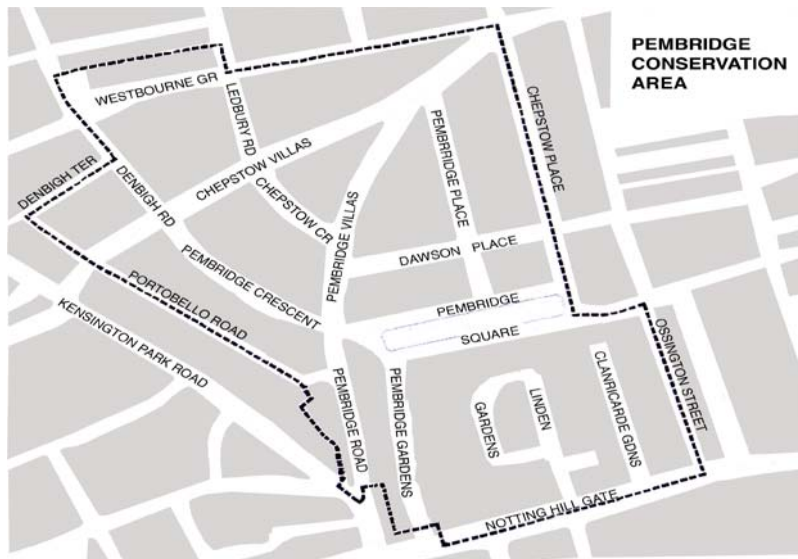 PEMBRIDGE
CONSERVATION
AREA
WESTBOURNE GR
LEDBURY RD
CHEPSTOW PLACE
DENBIGH TER
DENBIGH RD
CHEPSTOW VILLAS
CHEPSTOW CR
PEMBRIDGE VILLAS
PEMBRIDGE PLACE
DAWSON PLACE
PEMBRIDGE CRESCENT
PORTOBELLO ROAD
KENSINGTON PARK ROAD
PEMBRIDGE
SQUARE
OSSINGTON STREET
PEMBRIDGE ROAD
PEMBRIDGE GARDENS
GARDENS
LINDEN
CLANRICARDE GDNS
NOTTING HILL GATE